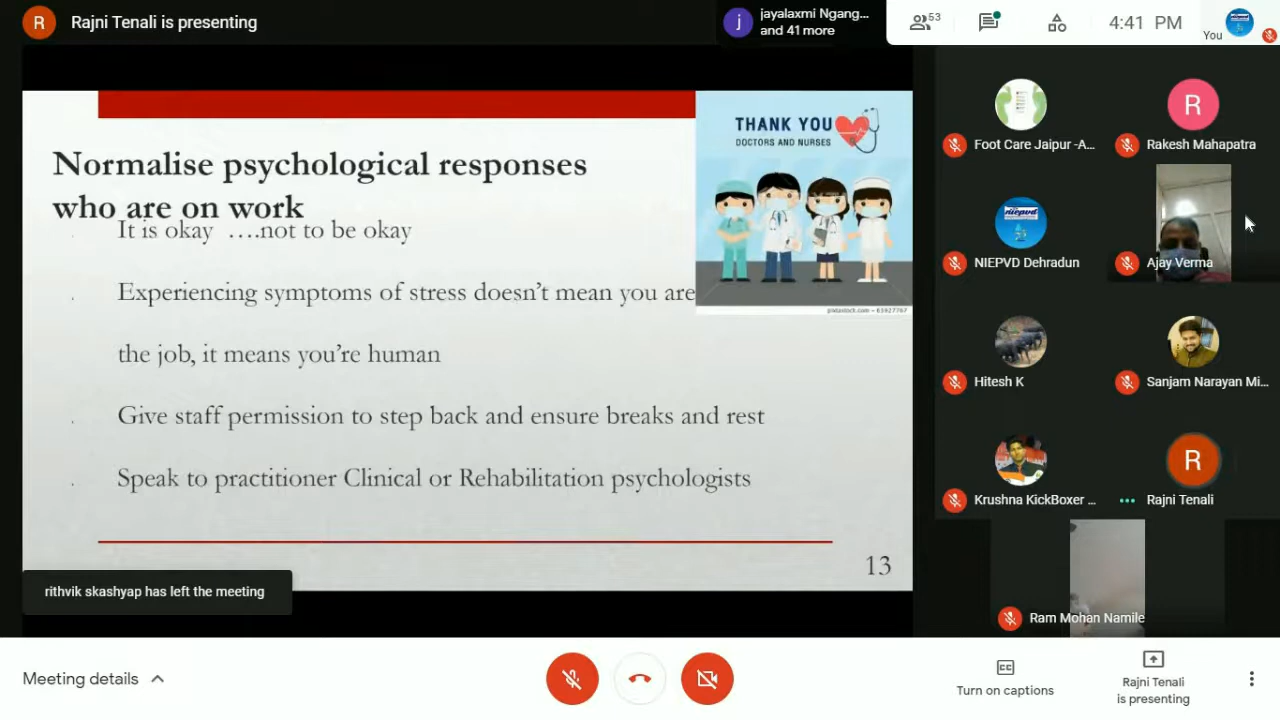 R Rajni Tenali is presenting
j jayalaxmi Ngang...
and 41 more
53
4:41 PM
You
Normalise psychological responses
who are on work
It is okay ….not to be okay
Experiencing symptoms of stress doesn't mean you are
the job, it means you're human
Give staff permission to step back and ensure breaks and rest
Speak to practitioner Clinical or Rehabilitation psychologists
13
THANK YOU
DOCTORS AND NURSES
rithvik skashyap has left the meeting
Foot Care Jaipur -A...
R
Rakesh Mahapatra
niepvd
NIEPVD Dehradun
Ajay Verma
Hitesh K
Sanjam Narayan Mi...
Krushna KickBoxer ...
R
Rajni Tenali
Ram Mohan Namile
Meeting details
CC
Turn on captions
Rajni Tenali
is presenting